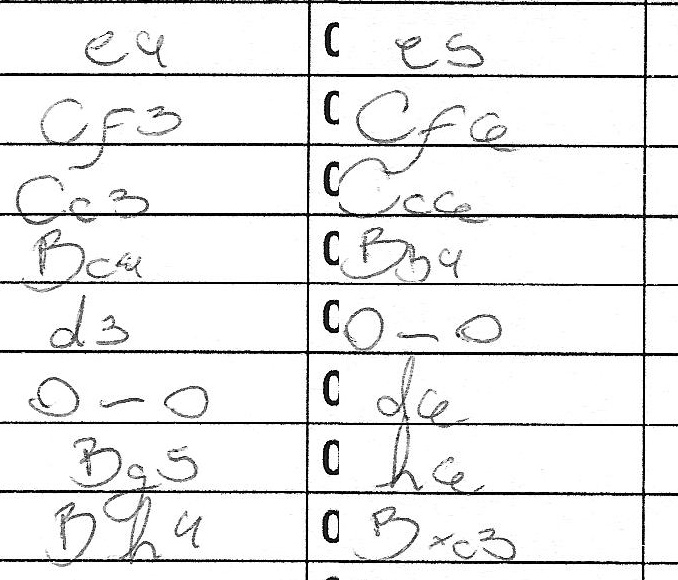 e4 e5
Cf3 Cf6
Cc3 Cc6
Bc4 Bb4
d3 O-O
O-O d6
Bg5 h6
Bh4 Bxc3